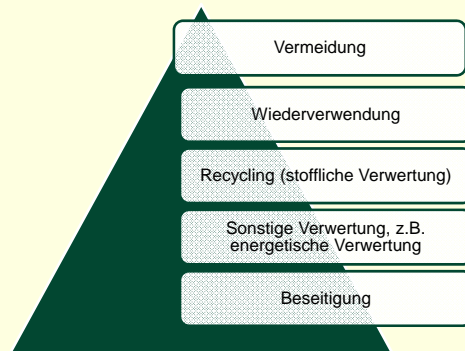 Vermeidung
Wiederverwendung
Recycling (stoffliche Verwertung)
Sonstige Verwertung, z.B.
energetische Verwertung
Beseitigung